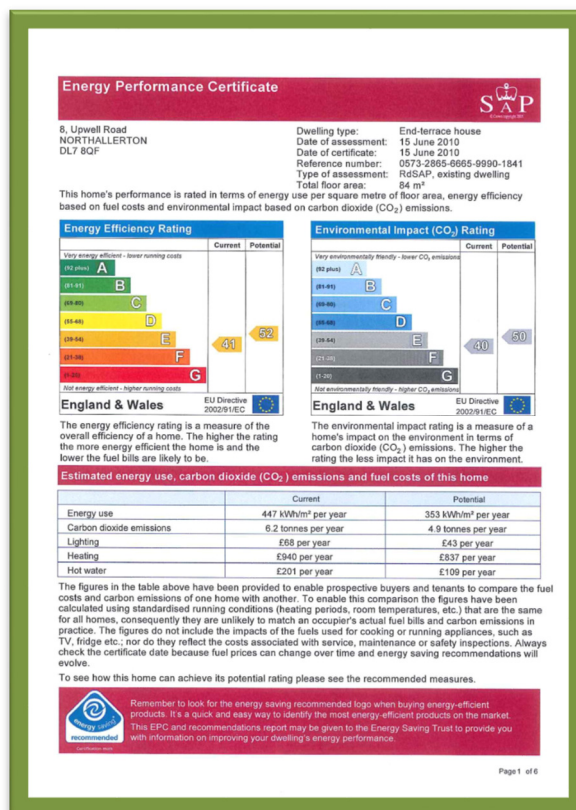 Energy Performance Certificate
SAP
8, Upwell Road
NORTHALLERTON
DL7 8QF
Dwelling type: End-terrace house
Date of assessment: 15 June 2010
Date of certificate: 15 June 2010
Reference number: 0573-2865-6665-9990-1841
Type of assessment: RdSAP, existing dwelling
Total floor area: 84 m²
This home's performance is rated in terms of energy use per square metre of floor area, energy efficiency
based on fuel costs and environmental impact based on carbon dioxide (CO₂) emissions.
Energy Efficiency Rating
Current Potential
Very energy efficient - lower running costs
(92 plus) A
(81-91) B
(69-80) C
(55-68) D
(39-54) E
(21-38) F
(1-20) G
41
52
Not energy efficient - higher running costs
England & Wales
EU Directive
2002/91/EC
The energy efficiency rating is a measure of the
overall efficiency of a home. The higher the rating
the more energy efficient the home is and the
lower the fuel bills are likely to be.
Environmental Impact (CO₂) Rating
Current Potential
Very environmentally friendly - lower CO₂ emissions
(92 plus) A
(81-91) B
(69-80) C
(55-68) D
(39-54) E
(21-38) F
(1-20) G
40
50
Not environmentally friendly - higher CO₂ emissions
England & Wales
EU Directive
2002/91/EC
The environmental impact rating is a measure of a
home's impact on the environment in terms of
carbon dioxide (CO₂) emissions. The higher the
rating the less impact it has on the environment.
Estimated energy use, carbon dioxide (CO₂) emissions and fuel costs of this home
Current Potential
Energy use 447 kWh/m² per year 353 kWh/m² per year
Carbon dioxide emissions 6.2 tonnes per year 4.9 tonnes per year
Lighting £68 per year £43 per year
Heating £940 per year £837 per year
Hot water £201 per year £109 per year
The figures in the table above have been provided to enable prospective buyers and tenants to compare the fuel
costs and carbon emissions of one home with another. To enable this comparison the figures have been
calculated using standardised running conditions (heating periods, room temperatures, etc.) that are the same
for all homes, consequently they are unlikely to match an occupier's actual fuel bills and carbon emissions in
practice. The figures do not include the impacts of the fuels used for cooking or running appliances, such as
TV, fridge etc.; nor do they reflect the costs associated with service, maintenance or safety inspections. Always
check the certificate date because fuel prices can change over time and energy saving recommendations will
evolve.
To see how this home can achieve its potential rating please see the recommended measures.
energy saving
recommended
Certification mark
Remember to look for the energy saving recommended logo when buying energy-efficient
products. It's a quick and easy way to identify the most energy-efficient products on the market.
This EPC and recommendations report may be given to the Energy Saving Trust to provide you
with information on improving your dwelling's energy performance.
Page 1 of 6